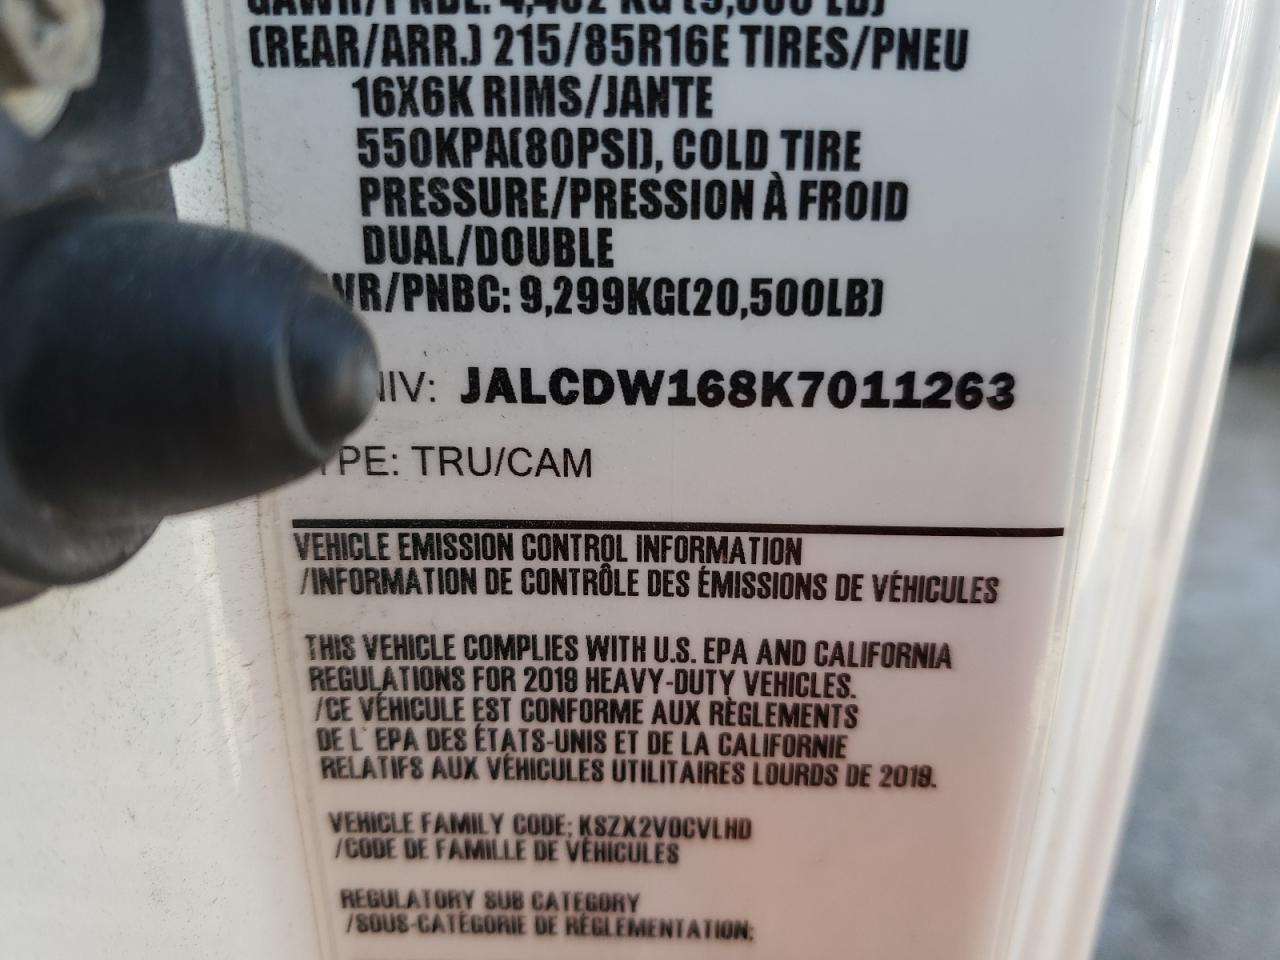 (REAR/ARR.) 215/85R16E TIRES/PNEU
16X6K RIMS/JANTE
550KPA(80PSI), COLD TIRE
PRESSURE/PRESSION À FROID
DUAL/DOUBLE
WR/PNBC: 9,299KG(20,500LB)
NIV: JALCDW168K7011263
YPE: TRU/CAM
VEHICLE EMISSION CONTROL INFORMATION
/INFORMATION DE CONTRÔLE DES ÉMISSIONS DE VÉHICULES
THIS VEHICLE COMPLIES WITH U.S. EPA AND CALIFORNIA
REGULATIONS FOR 2019 HEAVY-DUTY VEHICLES.
/CE VÉHICULE EST CONFORME AUX RÈGLEMENTS
DE L' EPA DES ÉTATS-UNIS ET DE LA CALIFORNIE
RELATIFS AUX VÉHICULES UTILITAIRES LOURDS DE 2019.
VEHICLE FAMILY CODE: KSZX2VOCVLHD
/CODE DE FAMILLE DE VÉHICULES
REGULATORY SUB CATEGORY
/SOUS-CATÉGORIE DE RÉGLEMENTATION: